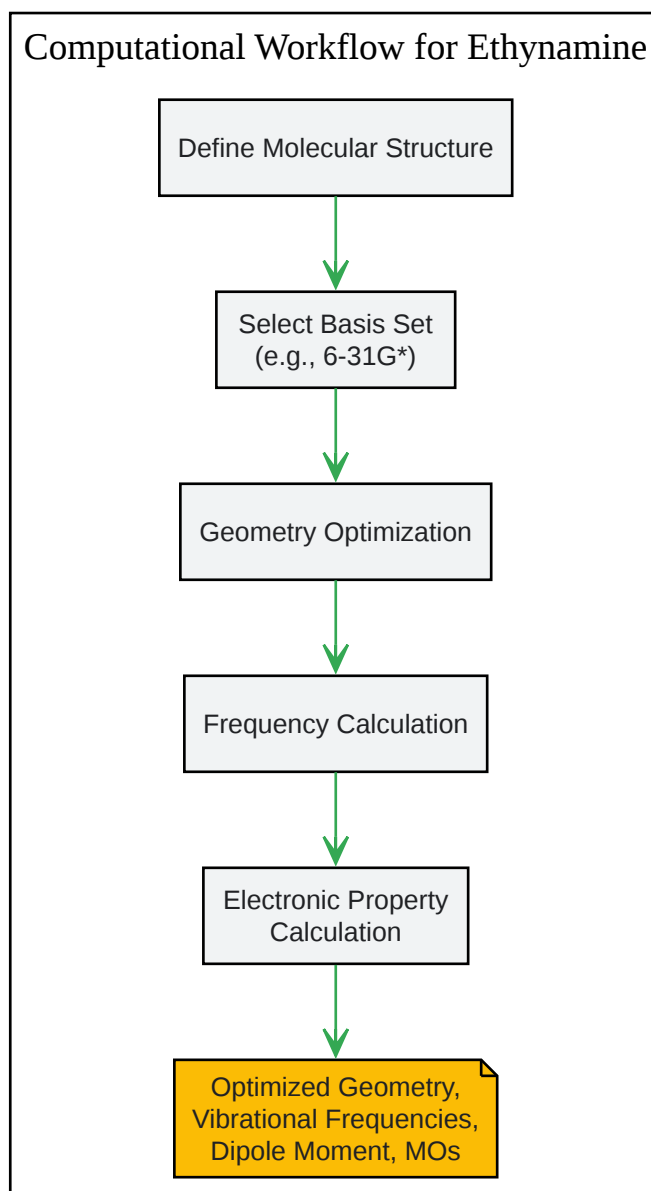 Computational Workflow for Ethynamine
Define Molecular Structure
Select Basis Set
(e.g., 6-31G*)
Geometry Optimization
Frequency Calculation
Electronic Property
Calculation
Optimized Geometry,
Vibrational Frequencies,
Dipole Moment, MOs